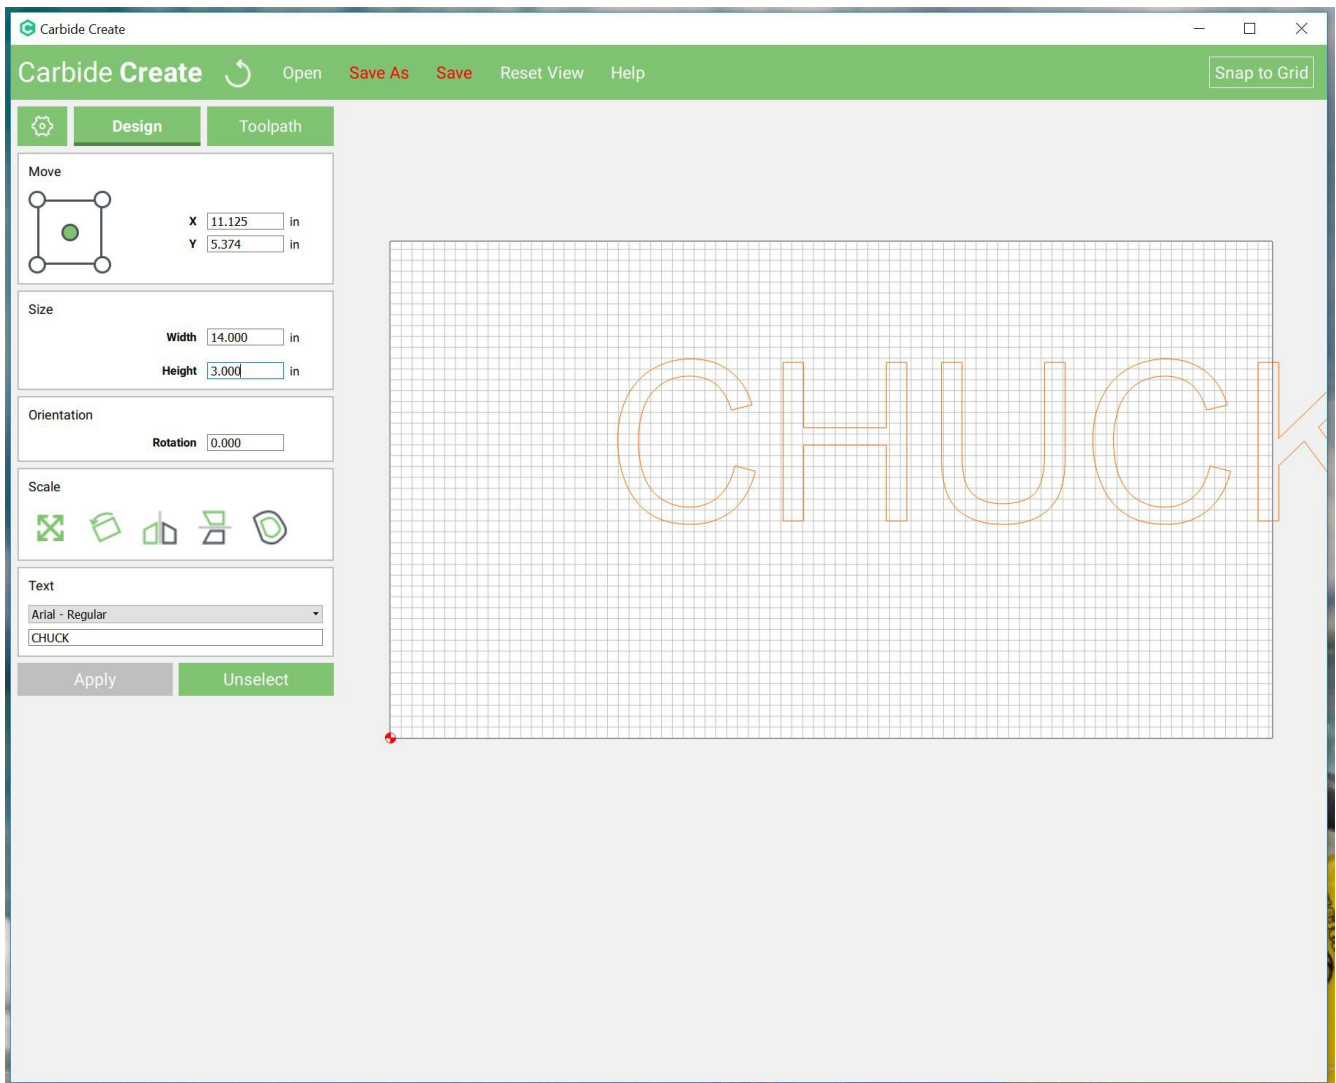 Carbide Create
Carbide Create Open Save As Save Reset View Help Snap to Grid
Design Toolpath
Move
X 11.125 in
Y 5.374 in
Size
Width 14.000 in
Height 3.000 in
Orientation
Rotation 0.000
Scale
Text
Arial - Regular
CHUCK
Apply Unselect
CHUCK